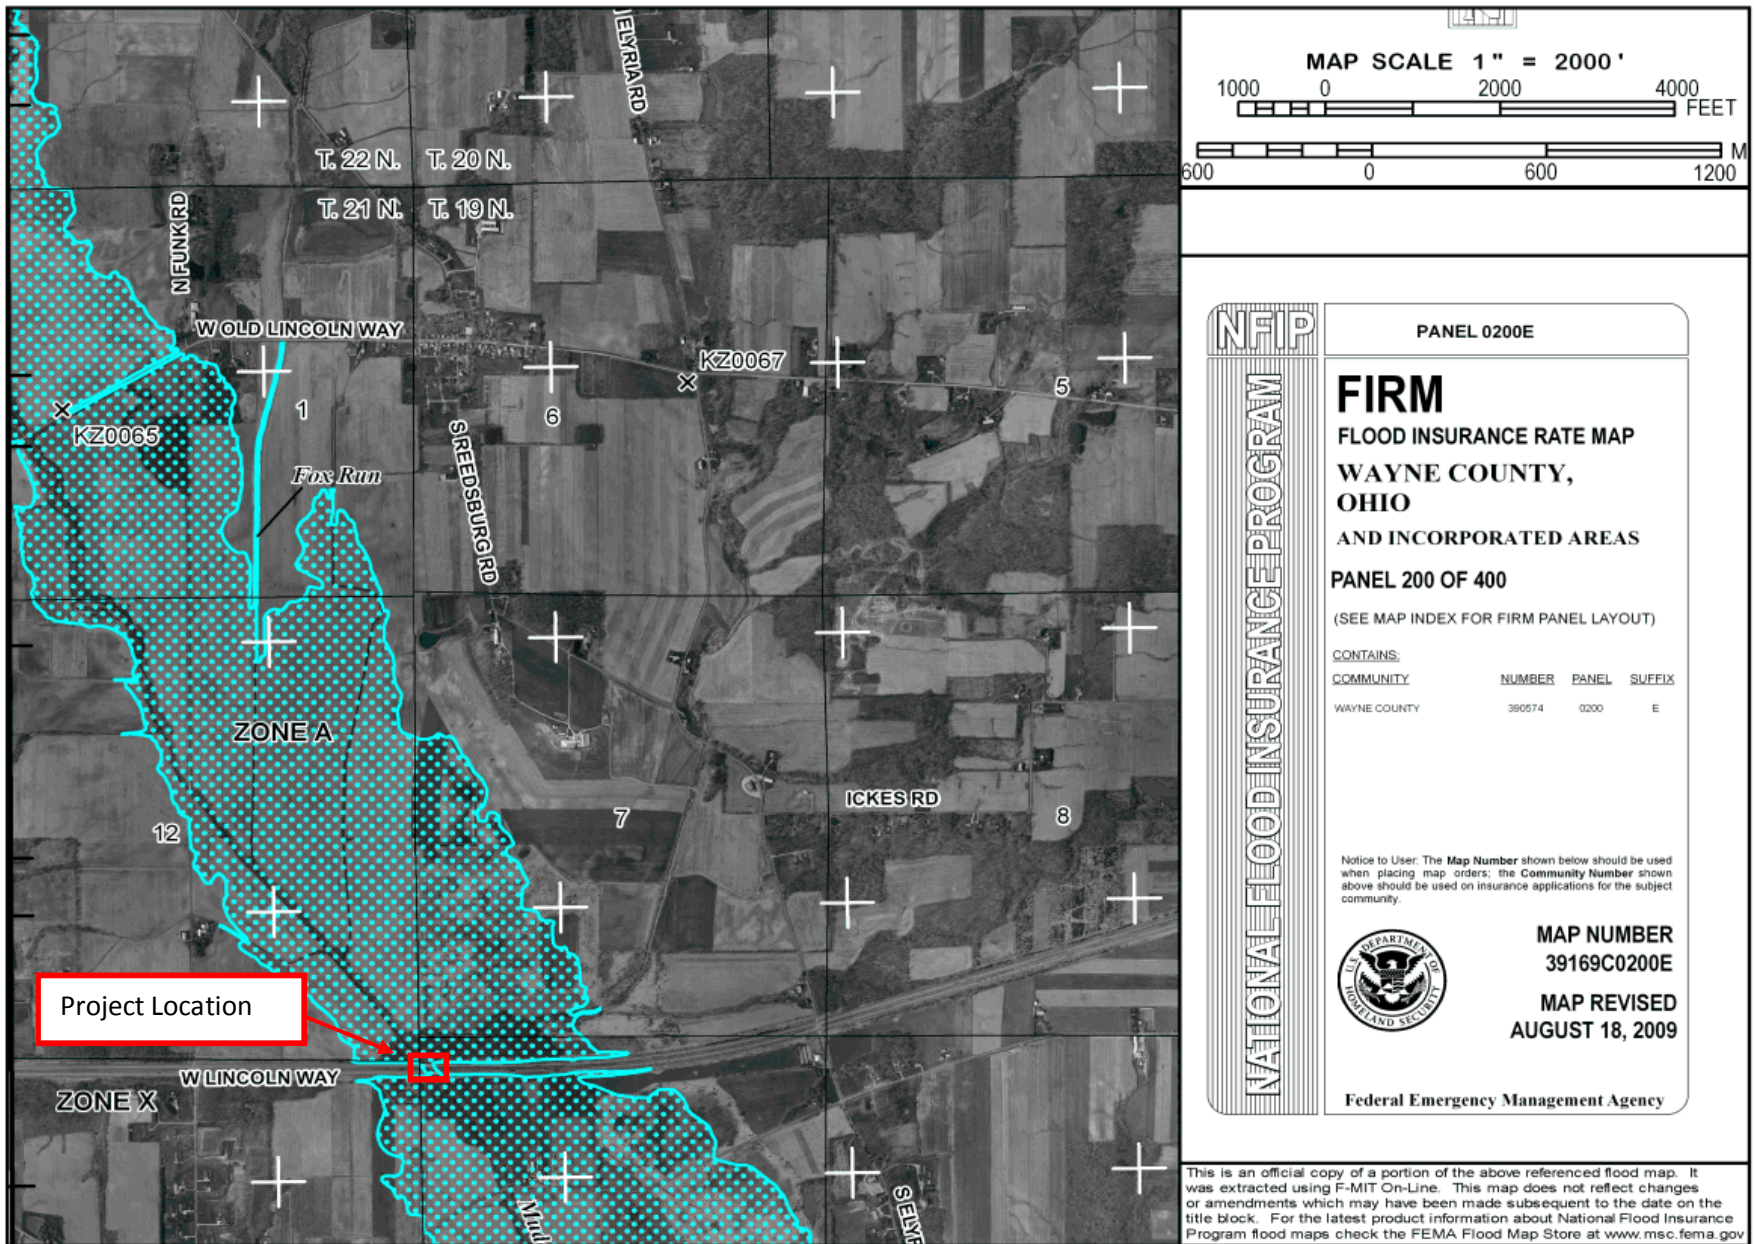 ELYRIA RD
T. 22 N. T. 20 N.
T. 21 N. T. 19 N.
N FUNK RD
W OLD LINCOLN WAY
KZ0067
KZ0065
1
6
5
S REEDSBURG RD
Fox Run
ZONE A
ICKES RD
12
7
8
Project Location
W LINCOLN WAY
ZONE X
Mud
MAP SCALE 1" = 2000'
1000 0 2000 4000
FEET
M
600 0 600 1200
NFIP
PANEL 0200E
NATIONAL FLOOD INSURANCE PROGRAM
FIRM
FLOOD INSURANCE RATE MAP
WAYNE COUNTY,
OHIO
AND INCORPORATED AREAS
PANEL 200 OF 400
(SEE MAP INDEX FOR FIRM PANEL LAYOUT)
CONTAINS:
COMMUNITY NUMBER PANEL SUFFIX
WAYNE COUNTY 390574 0200 E
Notice to User: The Map Number shown below should be used
when placing map orders; the Community Number shown
above should be used on insurance applications for the subject
community.
U.S. DEPARTMENT OF
HOMELAND SECURITY
MAP NUMBER
39169C0200E
MAP REVISED
AUGUST 18, 2009
Federal Emergency Management Agency
This is an official copy of a portion of the above referenced flood map. It
was extracted using F-MIT On-Line. This map does not reflect changes
or amendments which may have been made subsequent to the date on the
title block. For the latest product information about National Flood Insurance
Program flood maps check the FEMA Flood Map Store at www.msc.fema.gov